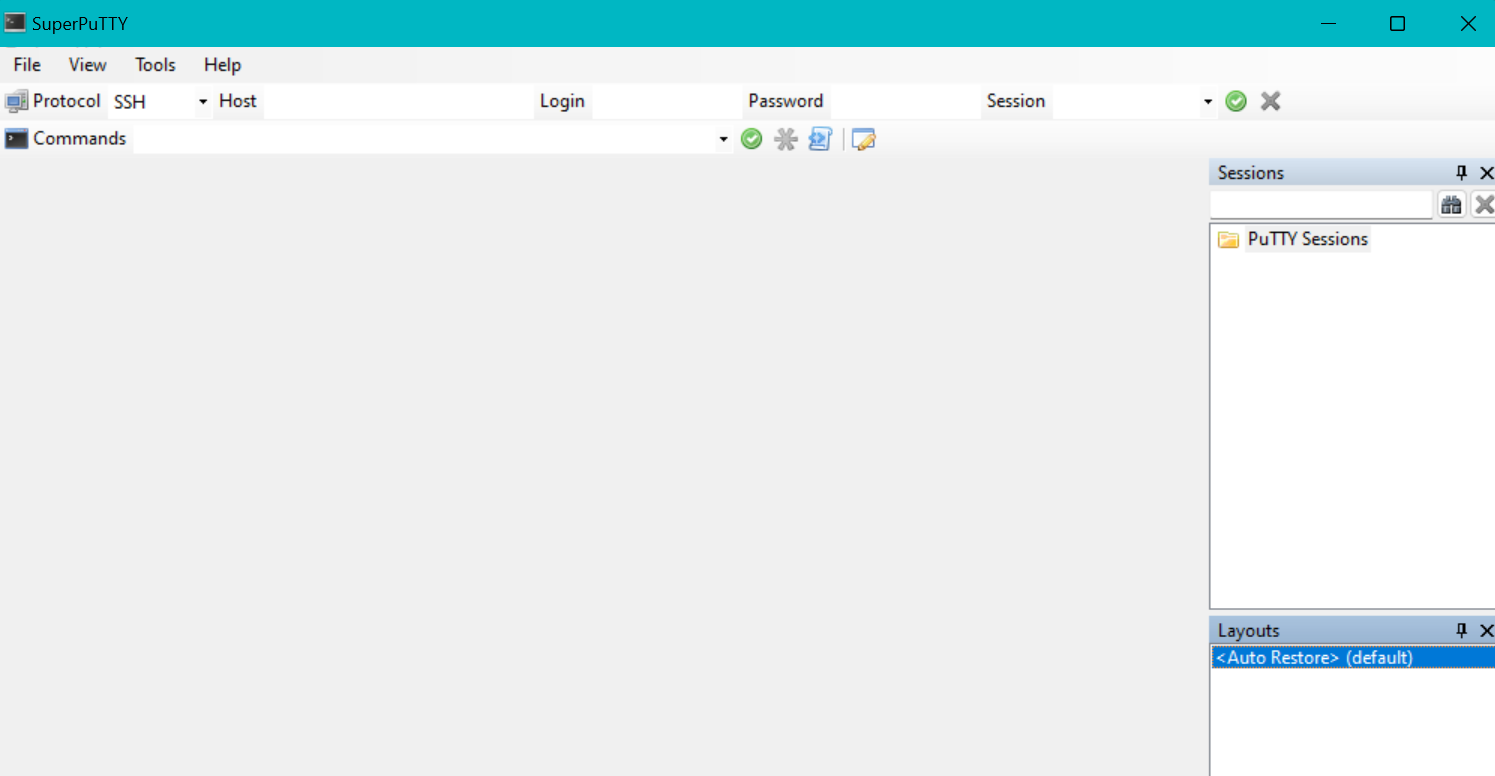 SuperPuTTY
File View Tools Help
Protocol SSH Host Login Password Session
Commands
Sessions
PuTTY Sessions
Layouts
<Auto Restore> (default)